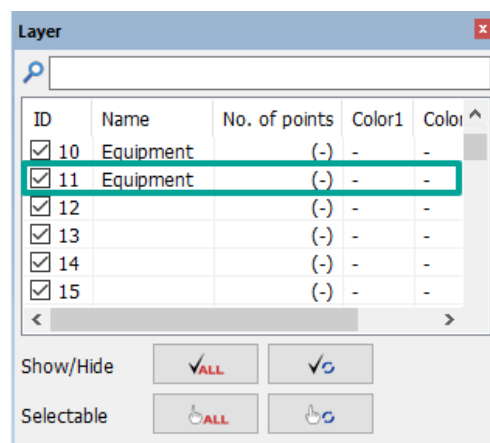 Layer
ID Name No. of points Color1 Color
10 Equipment (-) - -
11 Equipment (-) - -
12 (-) - -
13 (-) - -
14 (-) - -
15 (-) - -
Show/Hide ALL
Selectable ALL